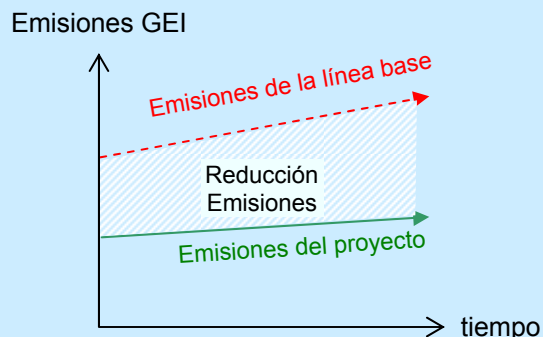 Emisiones GEI
Emisiones de la línea base
Reducción
Emisiones
Emisiones del proyecto
tiempo